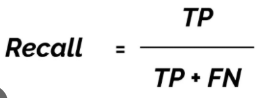 TP
Recall = 
TP + FN